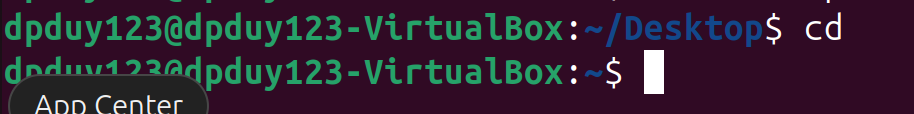 dpduy123@dpduy123-VirtualBox:~/Desktop$ cd
dpduy123@dpduy123-VirtualBox:~$
App Center